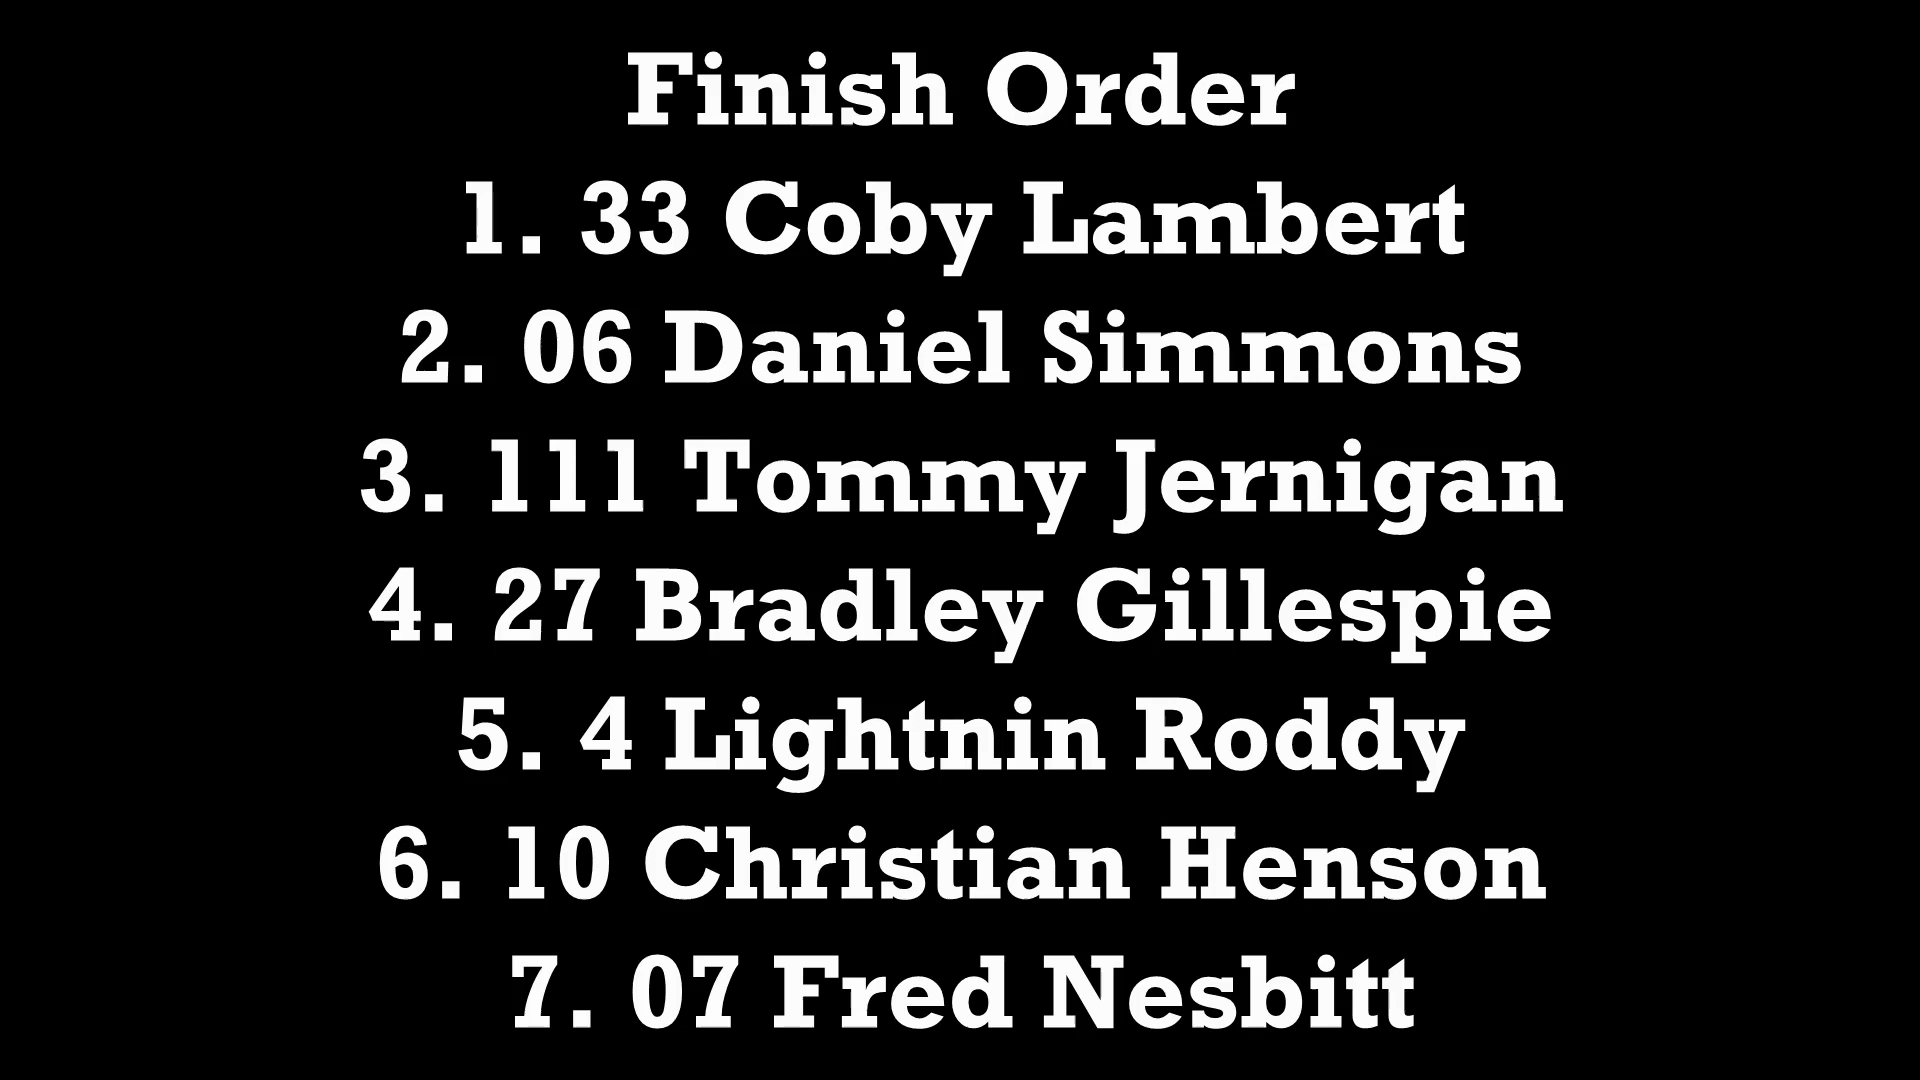 Finish Order
1. 33 Coby Lambert
2. 06 Daniel Simmons
3. 111 Tommy Jernigan
4. 27 Bradley Gillespie
5. 4 Lightnin Roddy
6. 10 Christian Henson
7. 07 Fred Nesbitt